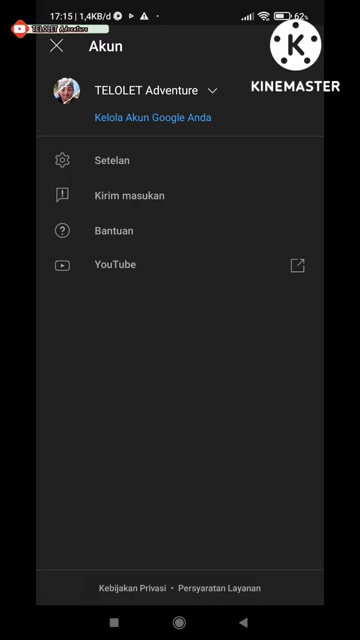 17:15 | 1,4KB/d
62%
TELOLET Adventure
Akun
K
KINEMASTER
TELOLET Adventure
Kelola Akun Google Anda
Setelan
Kirim masukan
Bantuan
YouTube
Kebijakan Privasi • Persyaratan Layanan